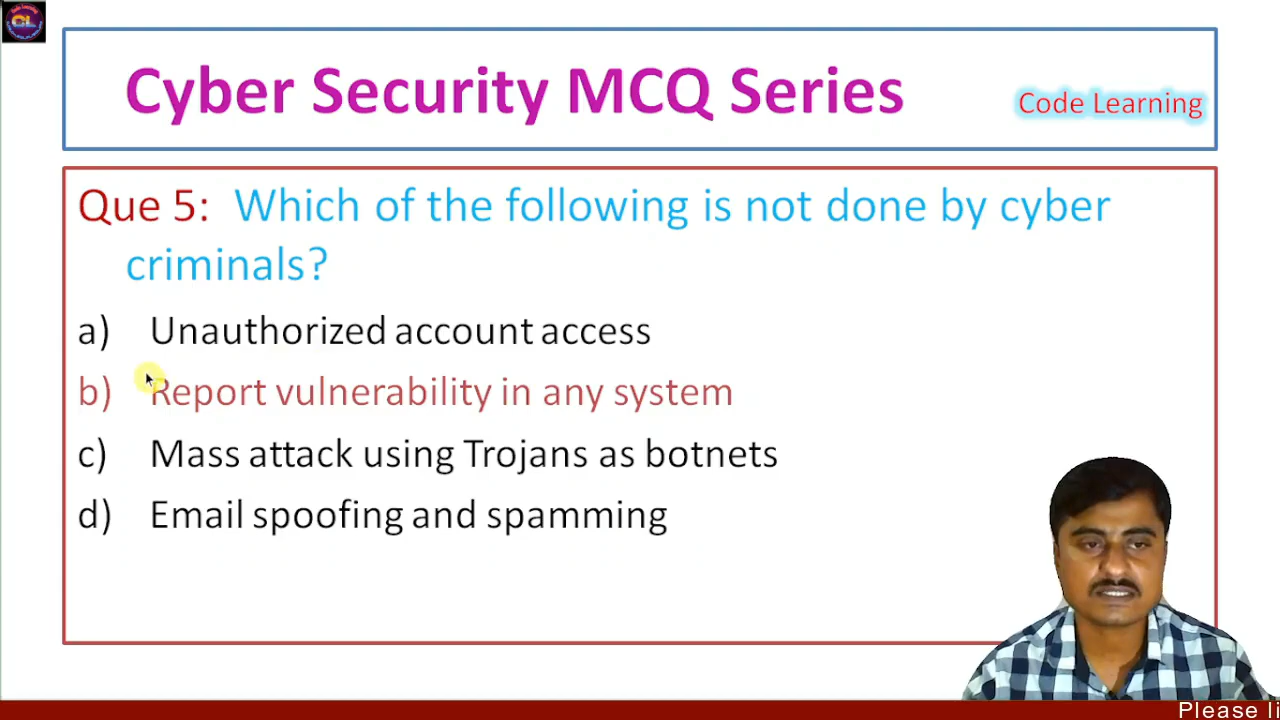 Cyber Security MCQ Series
Code Learning
Que 5: Which of the following is not done by cyber
criminals?
a) Unauthorized account access
b) Report vulnerability in any system
c) Mass attack using Trojans as botnets
d) Email spoofing and spamming
Please li